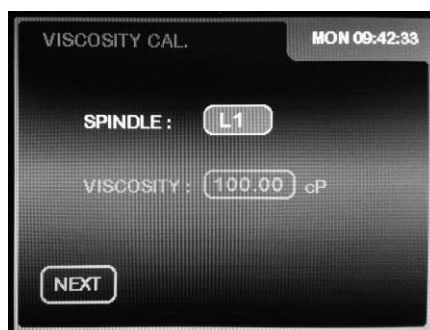 VISCOSITY CAL. MON 09:42:33
SPINDLE : L1
VISCOSITY : 100.00 cP
NEXT